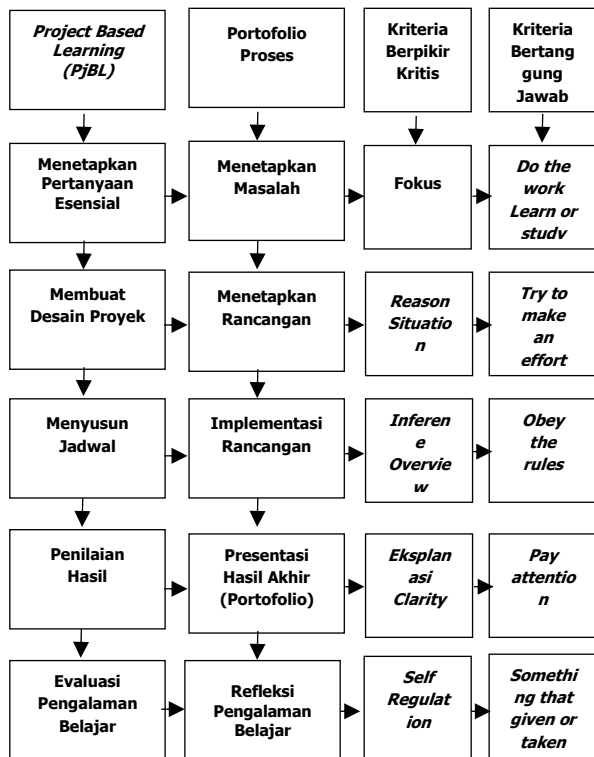 Project Based
Learning
(PjBL)
Portofolio
Proses
Kriteria
Berpikir
Kritis
Kriteria
Bertang
gung
Jawab
Menetapkan
Pertanyaan
Esensial
Menetapkan
Masalah
Fokus
Do the
work
Learn or
study
Membuat
Desain Proyek
Menetapkan
Rancangan
Reason
Situatio
n
Try to
make
an
effort
Menyusun
Jadwal
Implementasi
Rancangan
Inferenc
e
Overvie
w
Obey
the
rules
Penilaian
Hasil
Presentasi
Hasil Akhir
(Portofolio)
Eksplan
asi
Clarity
Pay
attentio
n
Evaluasi
Pengalaman
Belajar
Refleksi
Pengalaman
Belajar
Self
Regulat
ion
Somethi
ng that
given or
taken